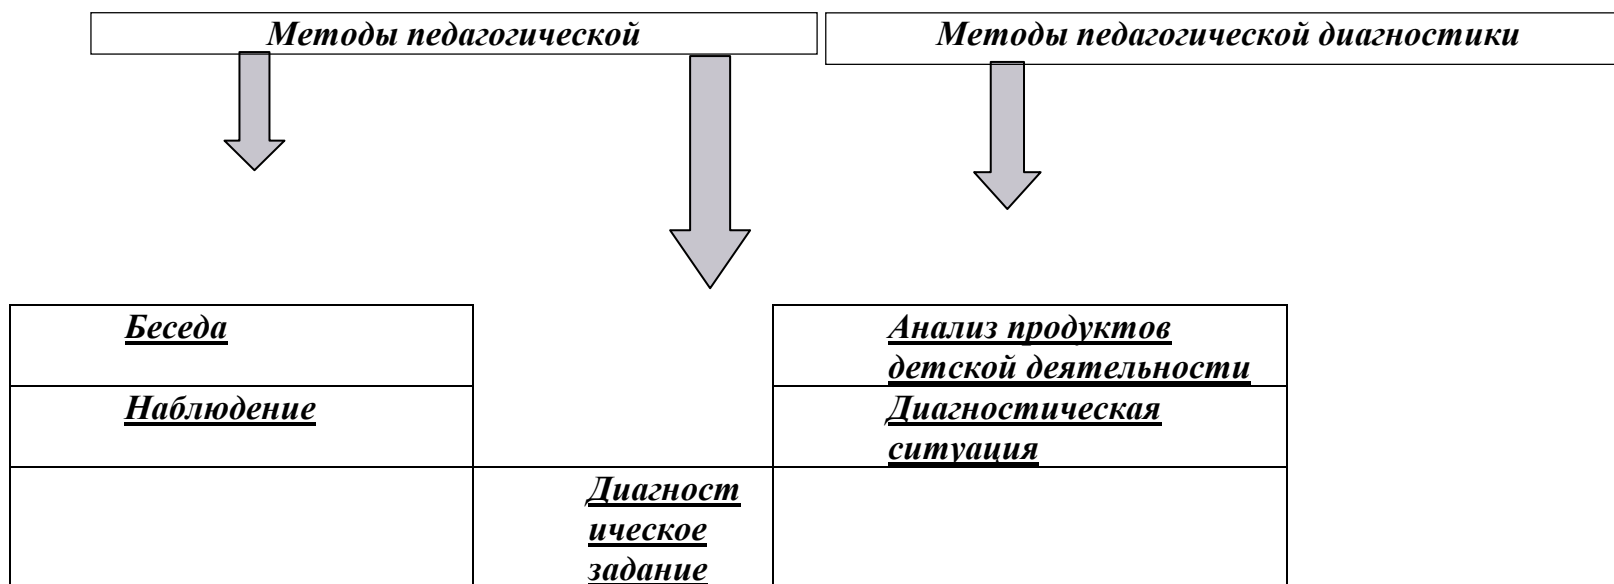 Методы педагогической
Методы педагогической диагностики
Беседа
Анализ продуктов
детской деятельности
Наблюдение
Диагностическая
ситуация
Диагност
ическое
задание